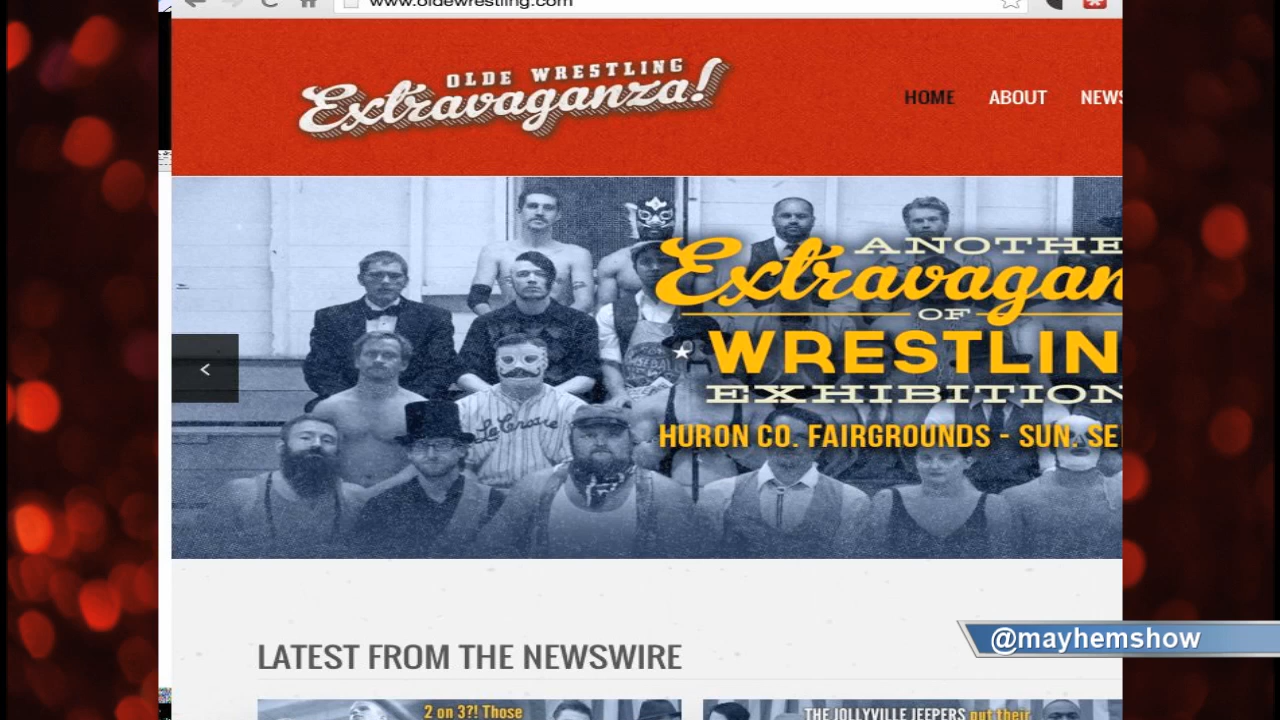 www.oldewrestling.com
OLDE WRESTLING
Extravaganza!
HOME ABOUT NEWS
ANOTHE
Extravagan
OF
WRESTLIN
EXHIBITION
HURON CO. FAIRGROUNDS - SUN. SE
LaCerose
LATEST FROM THE NEWSWIRE
@mayhemshow
2 on 3?! Those
THE JOLLYVILLE JEEPERS put their